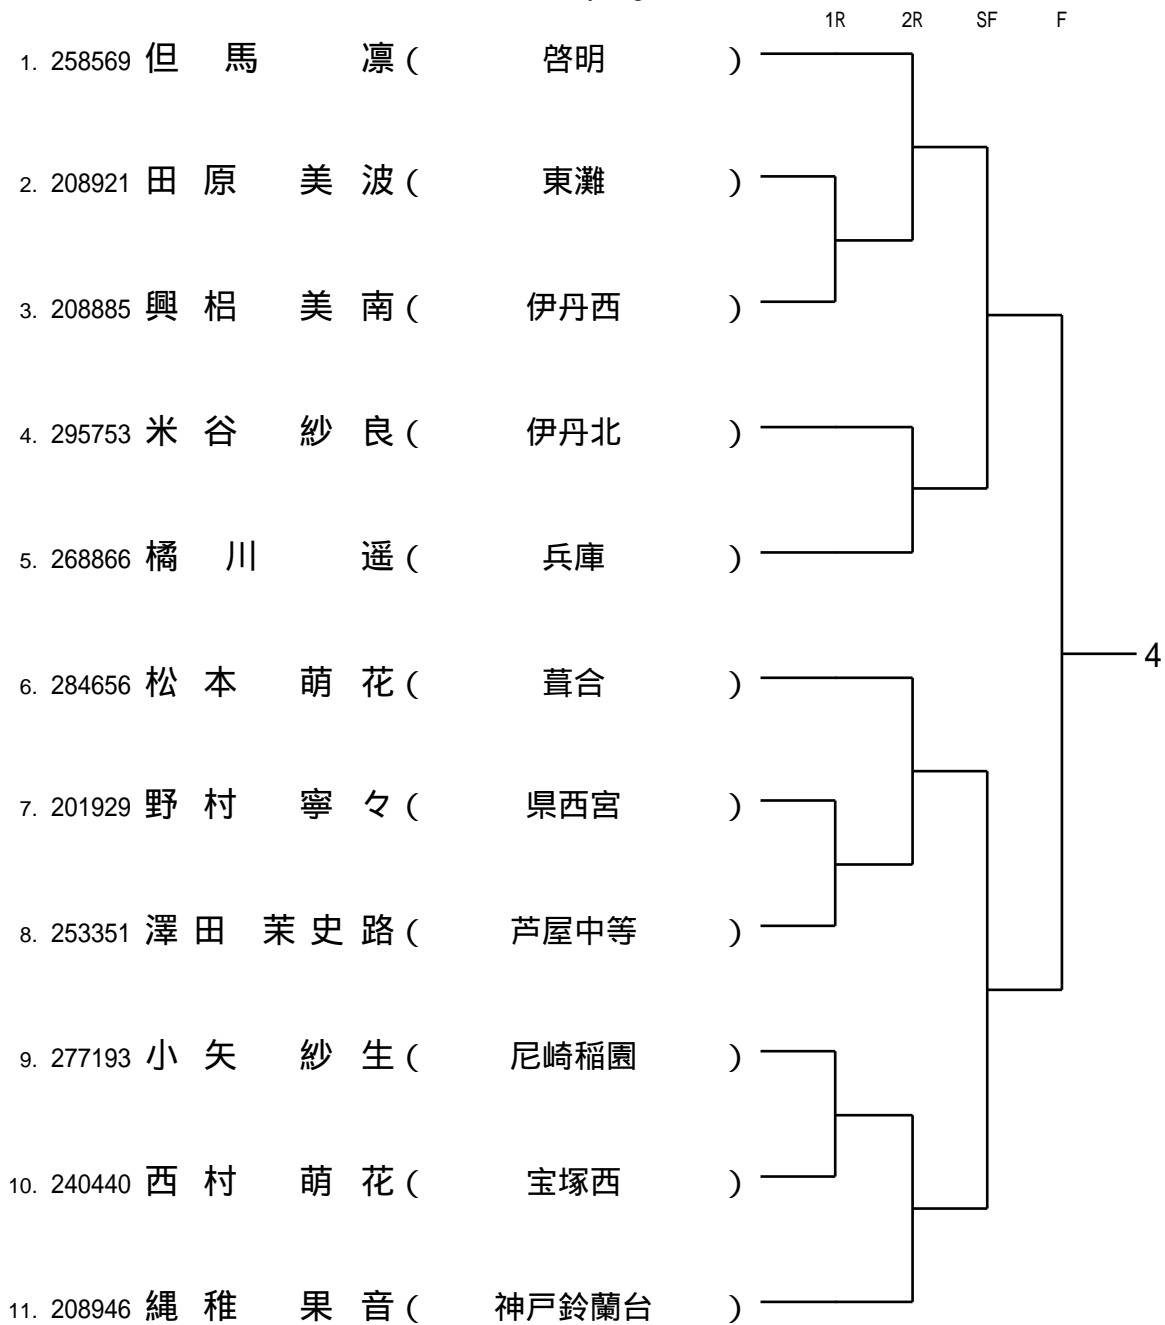 1R 2R SF F
1. 258569 但馬 凛 ( 啓明 )
2. 208921 田原 美波 ( 東灘 )
3. 208885 興梠 美南 ( 伊丹西 )
4. 295753 米谷 紗良 ( 伊丹北 )
5. 268866 橘川 遥 ( 兵庫 )
4
6. 284656 松本 萌花 ( 葺合 )
7. 201929 野村 寧々 ( 県西宮 )
8. 253351 澤田 茉史路 ( 芦屋中等 )
9. 277193 小矢 紗生 ( 尼崎稲園 )
10. 240440 西村 萌花 ( 宝塚西 )
11. 208946 縄稚 果音 ( 神戸鈴蘭台 )